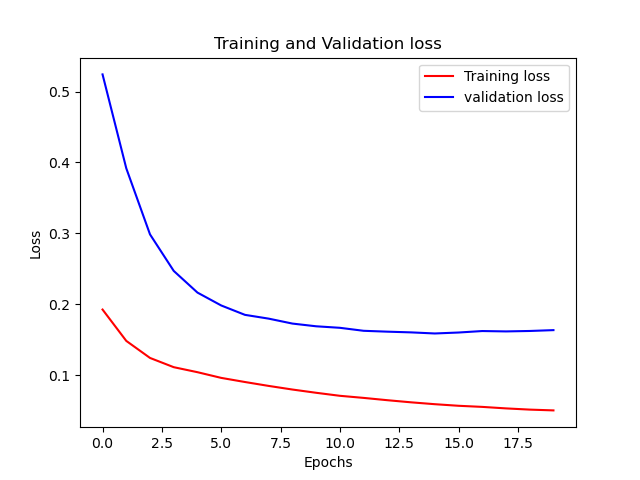 Training and Validation loss
Training loss
validation loss
0.5
0.4
0.3
0.2
0.1
Loss
0.0 2.5 5.0 7.5 10.0 12.5 15.0 17.5
Epochs